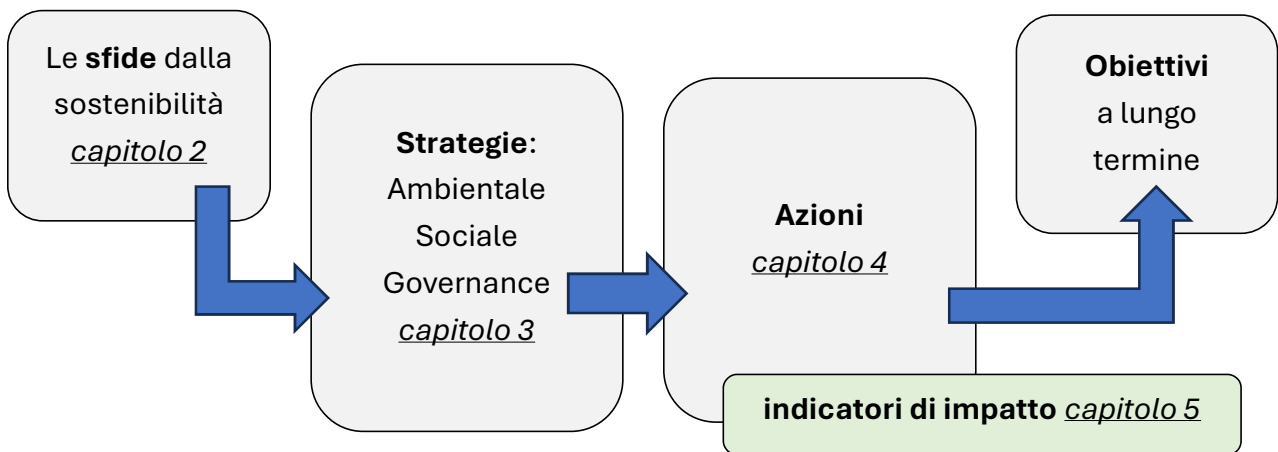 Le sfide dalla
sostenibilità
capitolo 2
Strategie:
Ambientale
Sociale
Governance
capitolo 3
Azioni
capitolo 4
Obiettivi
a lungo
termine
indicatori di impatto capitolo 5